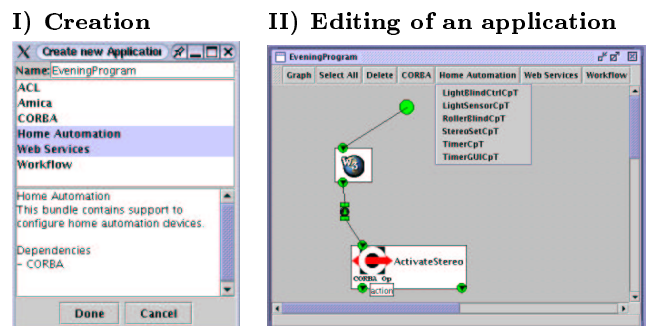 I) Creation
II) Editing of an application
Create new Application
Name: EveningProgram
ACL
Amica
CORBA
Home Automation
Web Services
Workflow
Home Automation
This bundle contains support to
configure home automation devices.
Dependencies
- CORBA
Done Cancel
EveningProgram
Graph Select All Delete CORBA Home Automation Web Services Workflow
LightBlindCtrlCpT
LightSensorCpT
RollerBlindCpT
StereoSetCpT
TimerCpT
TimerGUICpT
WS
ActivateStereo
CORBA Op
action